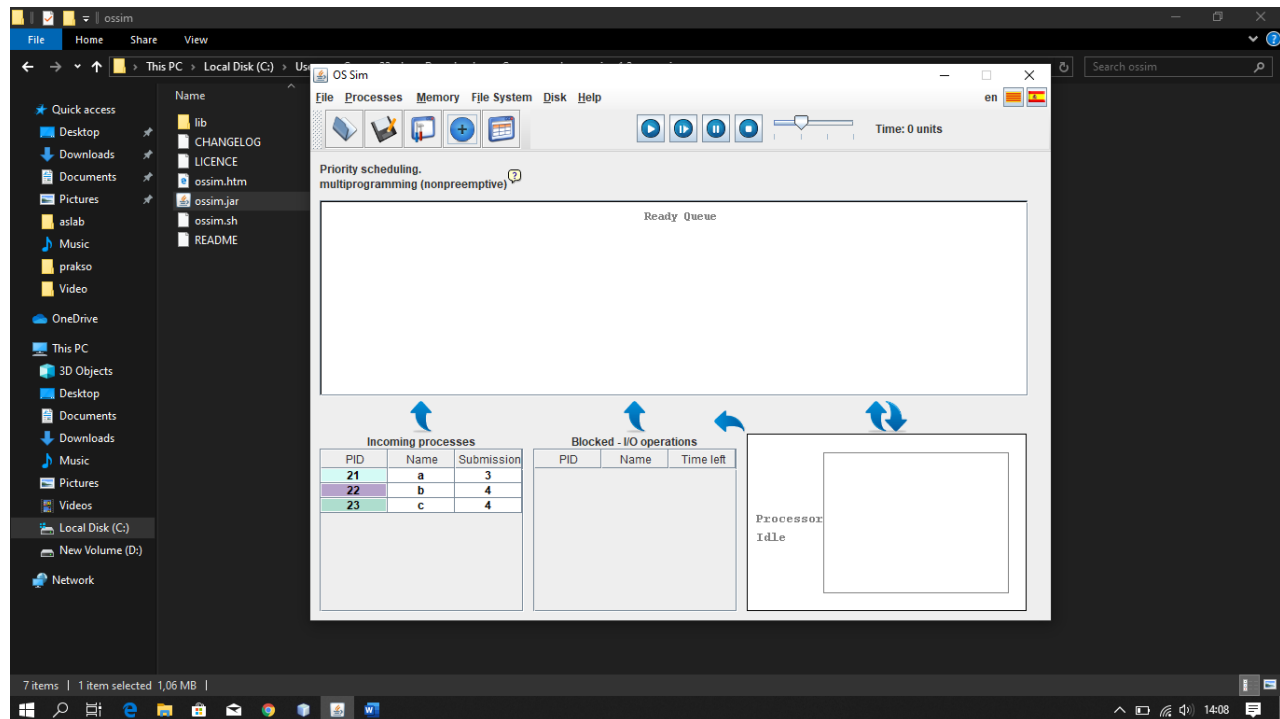 ossim
File Home Share View
This PC › Local Disk (C:) ›
Search ossim
Quick access
Desktop
Downloads
Documents
Pictures
aslab
Music
prakso
Video
OneDrive
This PC
3D Objects
Desktop
Documents
Downloads
Music
Pictures
Videos
Local Disk (C:)
New Volume (D:)
Network
Name
lib
CHANGELOG
LICENCE
ossim.htm
ossim.jar
ossim.sh
README
OS Sim
File Processes Memory File System Disk Help
en
Time: 0 units
Priority scheduling.
multiprogramming (nonpreemptive) ?
Ready Queue
Incoming processes
PID Name Submission
21 a 3
22 b 4
23 c 4
Blocked - I/O operations
PID Name Time left
Processor
Idle
7 items | 1 item selected 1,06 MB |
14:08